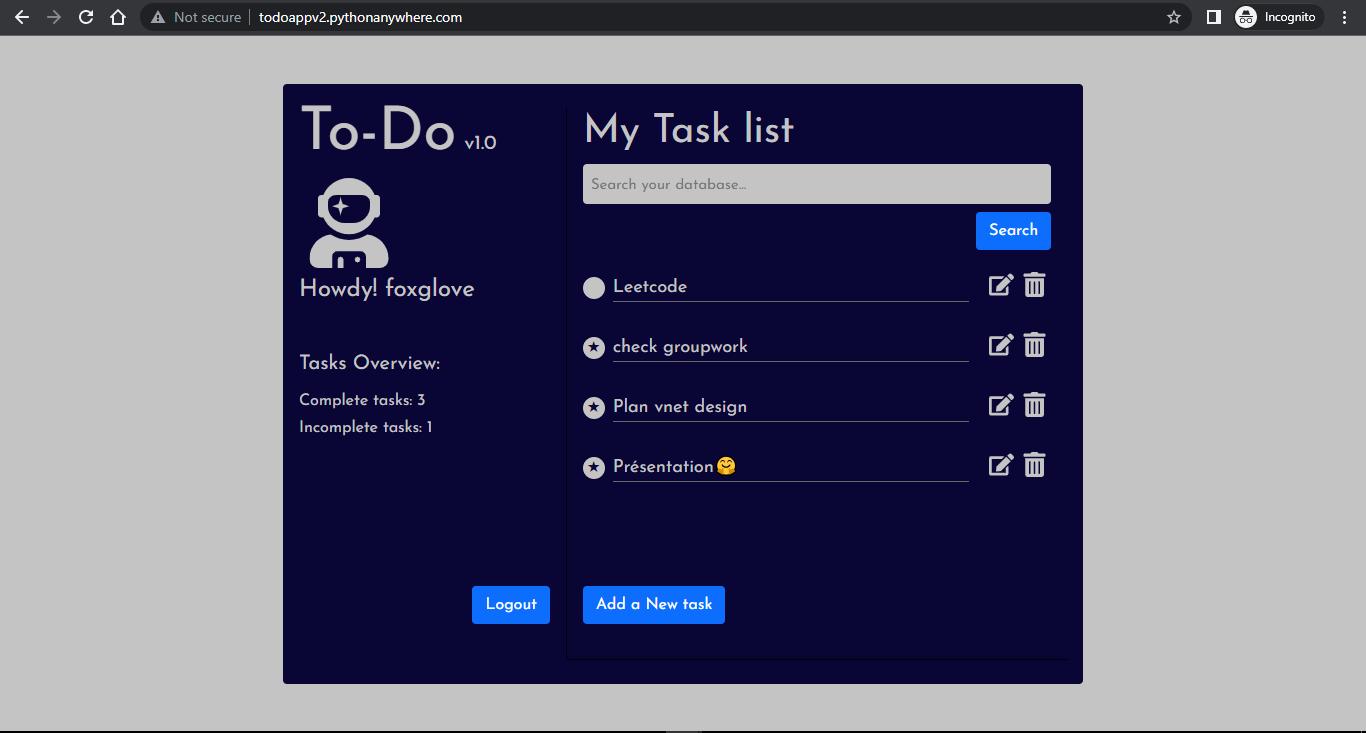 Not secure todoappv2.pythonanywhere.com Incognito
To-Do v1.0
Howdy! foxglove
Tasks Overview:
Complete tasks: 3
Incomplete tasks: 1
Logout
My Task list
Search your database...
Search
Leetcode
check groupwork
Plan vnet design
Présentation🤗
Add a New task